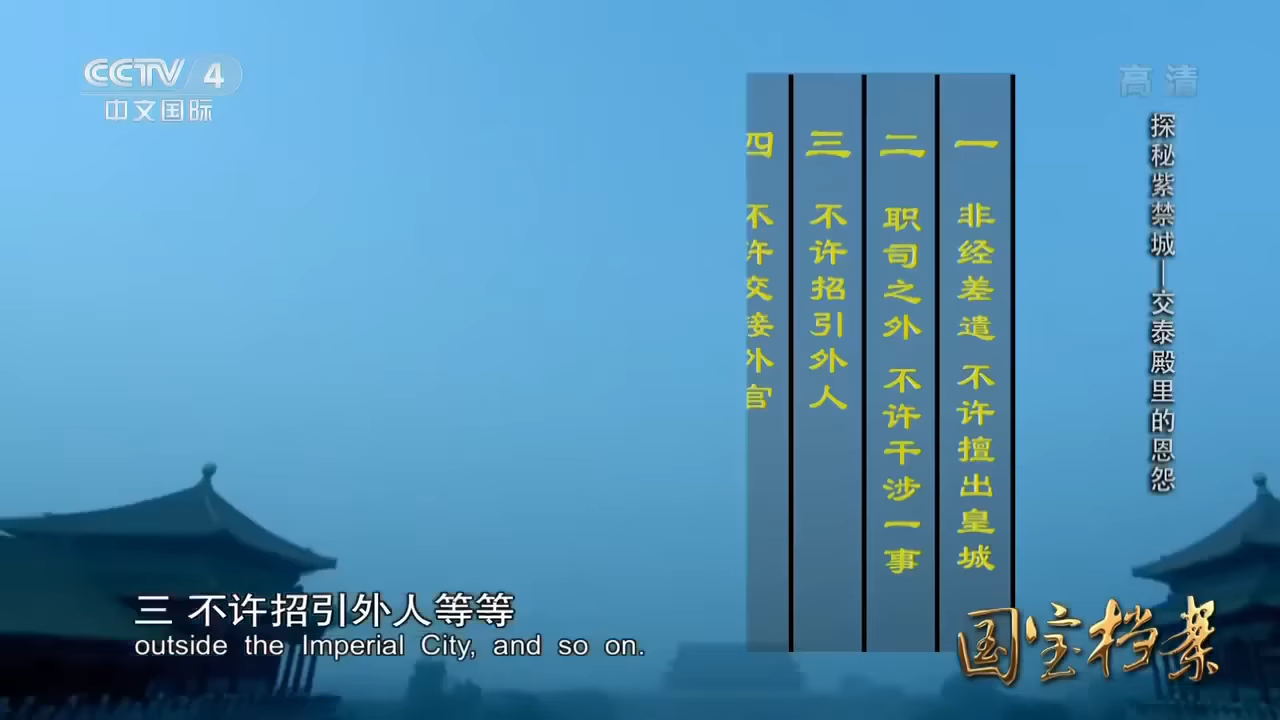 CCTV 4
中文国际
高清
探秘紫禁城—交泰殿里的恩怨
一 非经差遣 不许擅出皇城
二 职司之外 不许干涉一事
三 不许招引外人
四 不许交接外官
三 不许招引外人等等
outside the Imperial City, and so on.
国宝档案